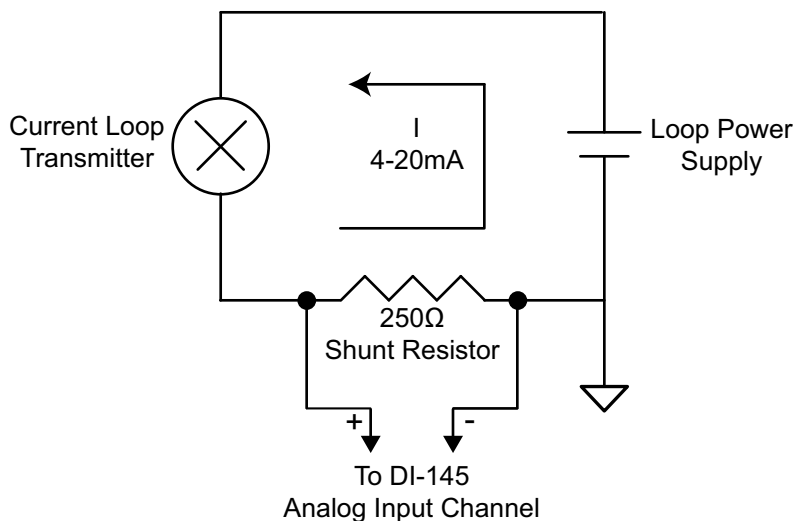 Current Loop
Transmitter
I
4-20mA
Loop Power
Supply
250Ω
Shunt Resistor
+
-
To DI-145
Analog Input Channel